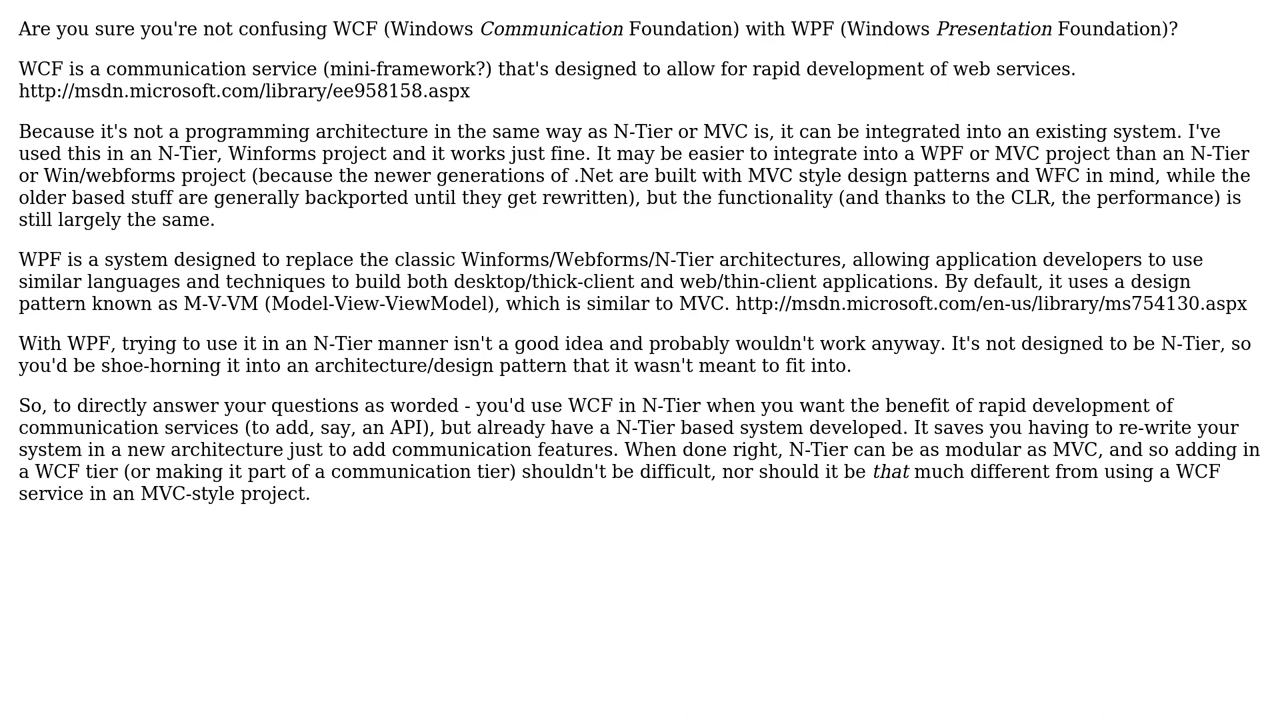 Are you sure you're not confusing WCF (Windows Communication Foundation) with WPF (Windows Presentation Foundation)?
WCF is a communication service (mini-framework?) that's designed to allow for rapid development of web services.
http://msdn.microsoft.com/library/ee958158.aspx
Because it's not a programming architecture in the same way as N-Tier or MVC is, it can be integrated into an existing system. I've
used this in an N-Tier, Winforms project and it works just fine. It may be easier to integrate into a WPF or MVC project than an N-Tier
or Win/webforms project (because the newer generations of .Net are built with MVC style design patterns and WFC in mind, while the
older based stuff are generally backported until they get rewritten), but the functionality (and thanks to the CLR, the performance) is
still largely the same.
WPF is a system designed to replace the classic Winforms/Webforms/N-Tier architectures, allowing application developers to use
similar languages and techniques to build both desktop/thick-client and web/thin-client applications. By default, it uses a design
pattern known as M-V-VM (Model-View-ViewModel), which is similar to MVC. http://msdn.microsoft.com/en-us/library/ms754130.aspx
With WPF, trying to use it in an N-Tier manner isn't a good idea and probably wouldn't work anyway. It's not designed to be N-Tier, so
you'd be shoe-horning it into an architecture/design pattern that it wasn't meant to fit into.
So, to directly answer your questions as worded - you'd use WCF in N-Tier when you want the benefit of rapid development of
communication services (to add, say, an API), but already have a N-Tier based system developed. It saves you having to re-write your
system in a new architecture just to add communication features. When done right, N-Tier can be as modular as MVC, and so adding in
a WCF tier (or making it part of a communication tier) shouldn't be difficult, nor should it be that much different from using a WCF
service in an MVC-style project.